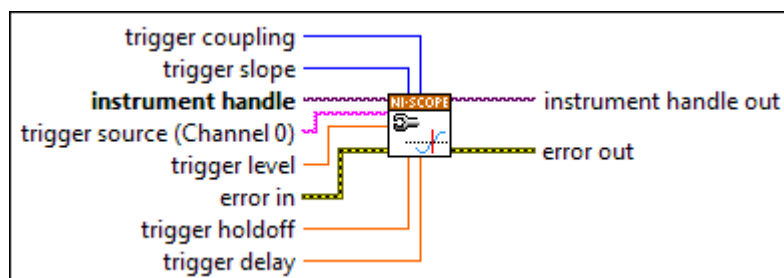 trigger coupling
trigger slope
instrument handle
trigger source (Channel 0)
trigger level
error in
trigger holdoff
trigger delay
NI-SCOPE
instrument handle out
error out